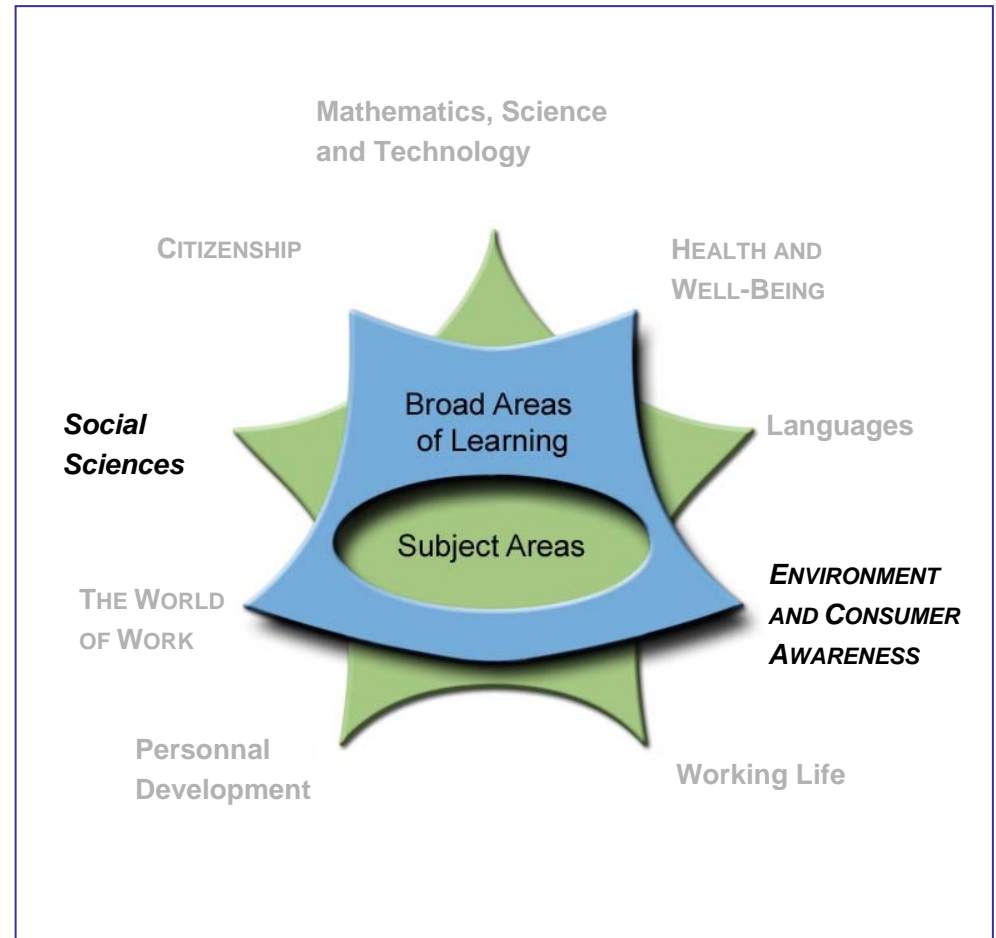 Mathematics, Science
and Technology
CITIZENSHIP
HEALTH AND
WELL-BEING
Broad Areas
of Learning
Social
Sciences
Languages
Subject Areas
ENVIRONMENT
AND CONSUMER
AWARENESS
THE WORLD
OF WORK
Personnal
Development
Working Life